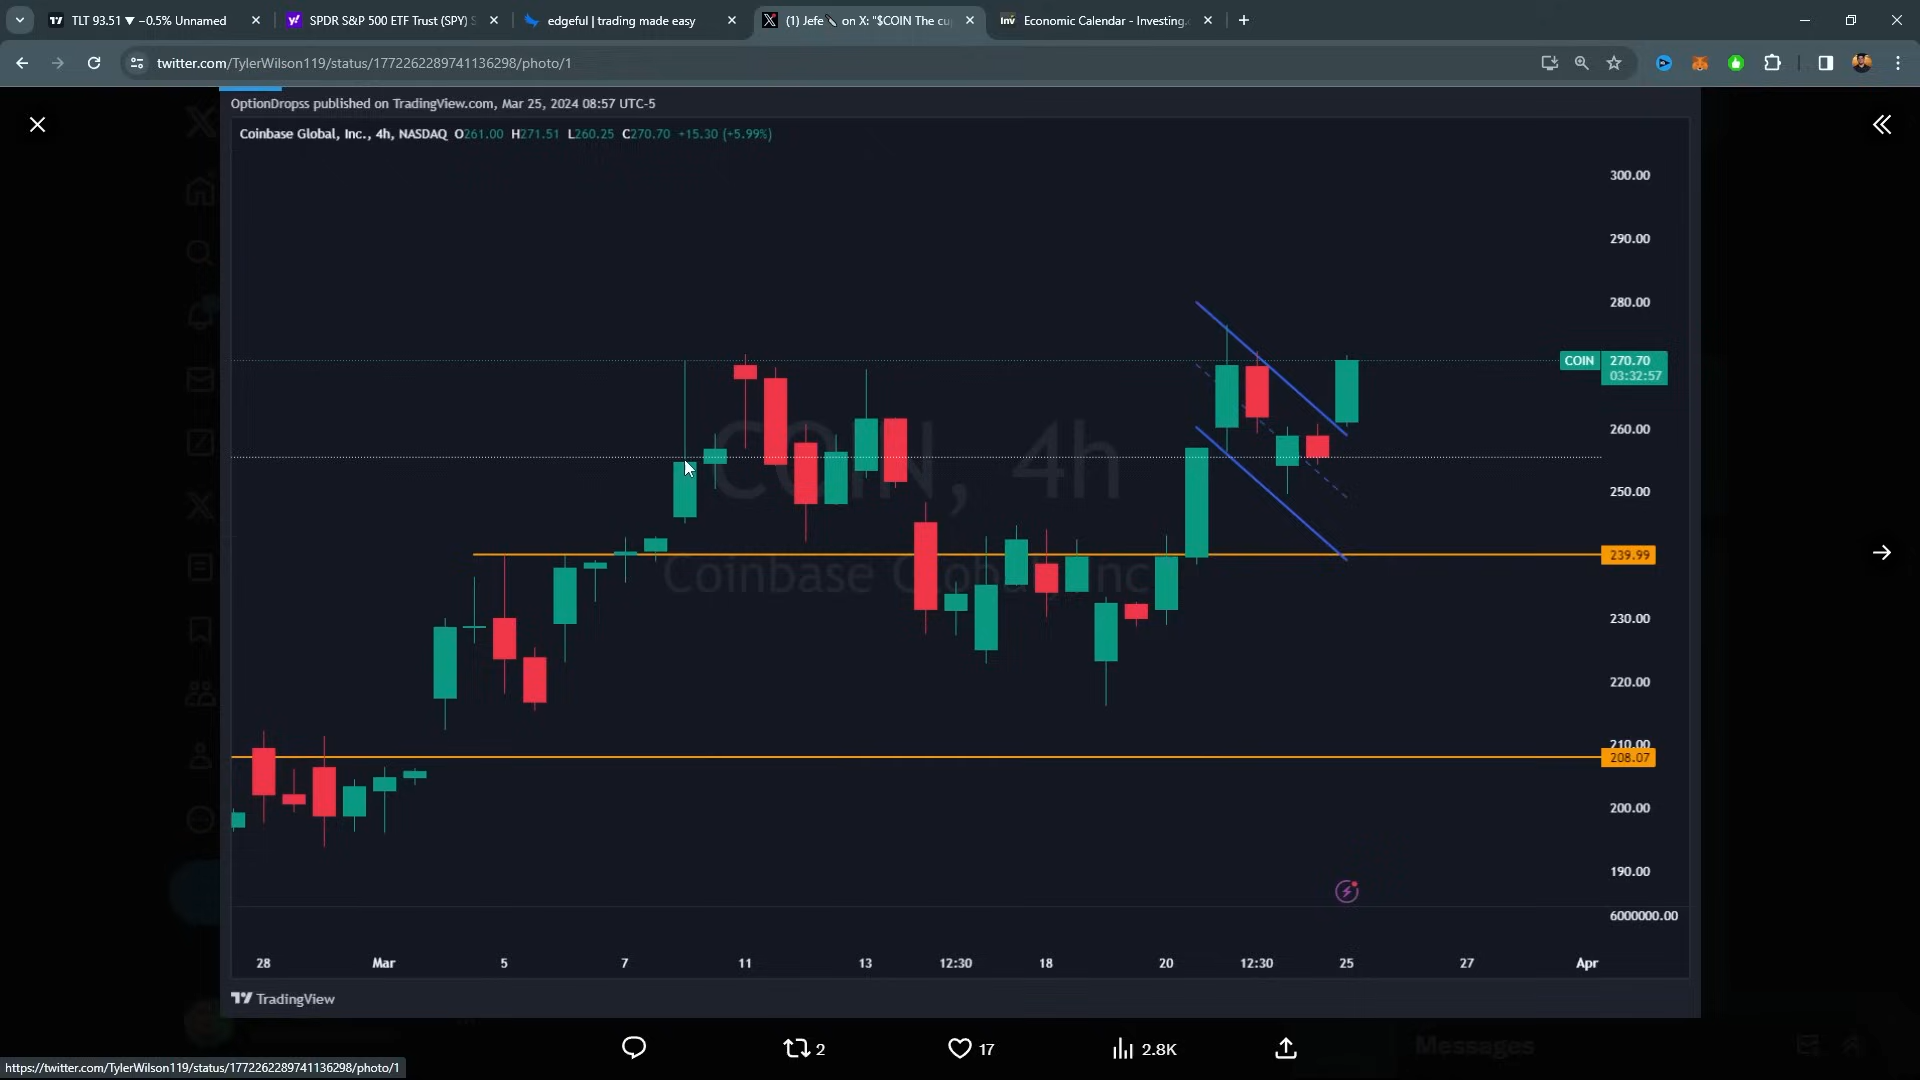 TLT 93.51 ▼ −0.5% Unnamed
SPDR S&P 500 ETF Trust (SPY) S
edgeful | trading made easy
(1) Jefe on X: "$COIN The cu
Economic Calendar - Investing.
twitter.com/TylerWilson119/status/1772262289741136298/photo/1
OptionDropss published on TradingView.com, Mar 25, 2024 08:57 UTC-5
Coinbase Global, Inc., 4h, NASDAQ O261.00 H271.51 L260.25 C270.70 +15.30 (+5.99%)
300.00
290.00
280.00
COIN 270.70
03:32:57
260.00
COIN, 4h
250.00
239.99
Coinbase Global, Inc.
230.00
220.00
210.00
208.07
200.00
190.00
6000000.00
28 Mar 5 7 11 13 12:30 18 20 12:30 25 27 Apr
TradingView
2 17 2.8K
Messages
https://twitter.com/TylerWilson119/status/1772262289741136298/photo/1